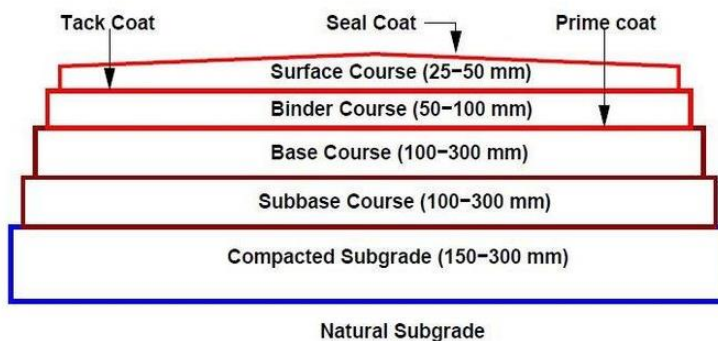 Tack Coat Seal Coat Prime coat
Surface Course (25−50 mm)
Binder Course (50−100 mm)
Base Course (100−300 mm)
Subbase Course (100−300 mm)
Compacted Subgrade (150−300 mm)
Natural Subgrade